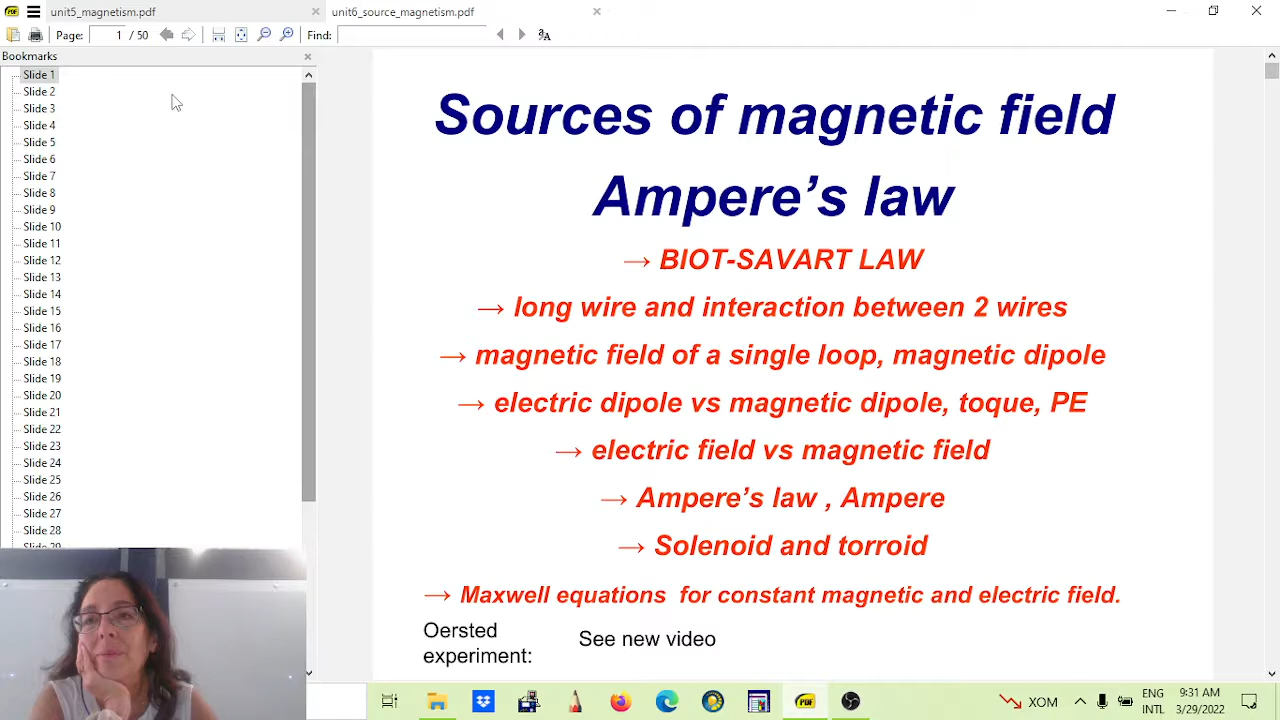 unit5_magnetism.pdf
unit6_source_magnetism.pdf
Page: 1 / 50
Find:
Bookmarks
Slide 1
Slide 2
Slide 3
Slide 4
Slide 5
Slide 6
Slide 7
Slide 8
Slide 9
Slide 10
Slide 11
Slide 12
Slide 13
Slide 14
Slide 15
Slide 16
Slide 17
Slide 18
Slide 19
Slide 20
Slide 21
Slide 22
Slide 23
Slide 24
Slide 25
Slide 26
Slide 27
Slide 28
Slide 29
Sources of magnetic field
Ampere’s law
→ BIOT-SAVART LAW
→ long wire and interaction between 2 wires
→ magnetic field of a single loop, magnetic dipole
→ electric dipole vs magnetic dipole, toque, PE
→ electric field vs magnetic field
→ Ampere’s law , Ampere
→ Solenoid and torroid
→ Maxwell equations for constant magnetic and electric field.
Oersted
experiment:
See new video
XOM
ENG
INTL
9:31 AM
3/29/2022